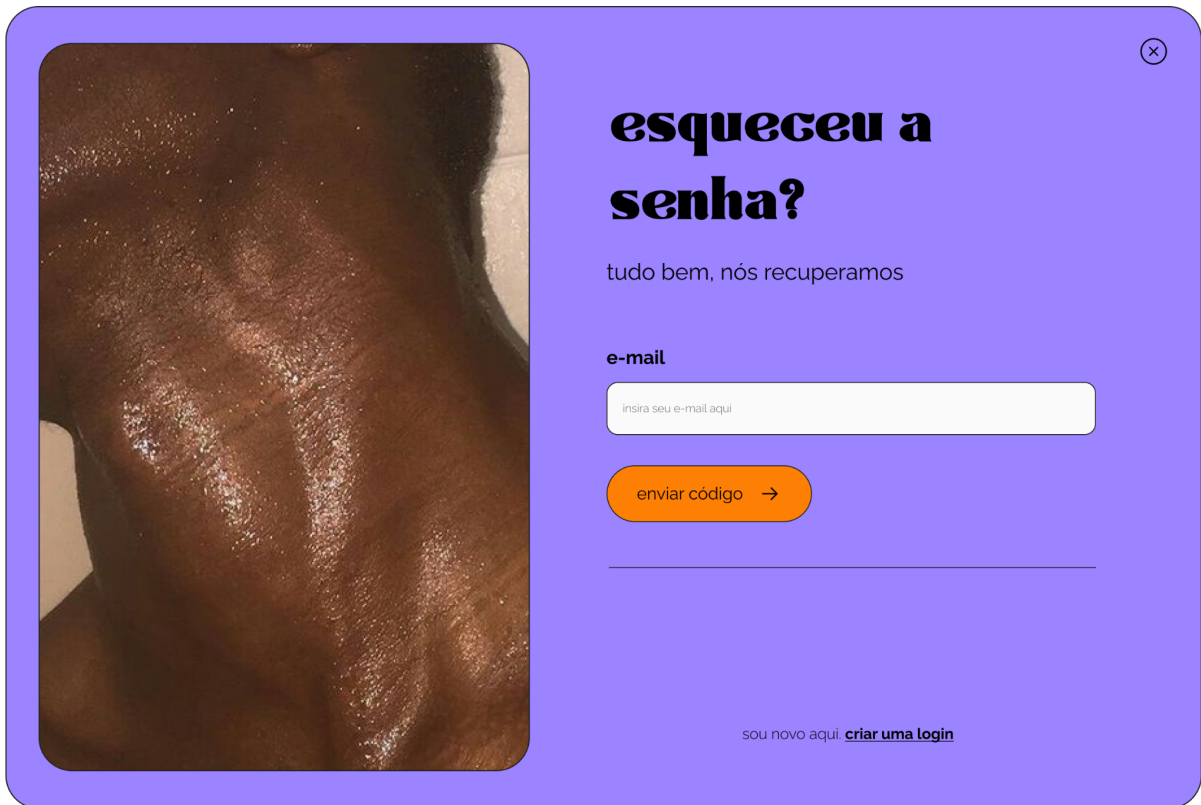 esqueceu a
senha?
tudo bem, nós recuperamos
e-mail
insira seu e-mail aqui
enviar código →
sou novo aqui. criar uma login